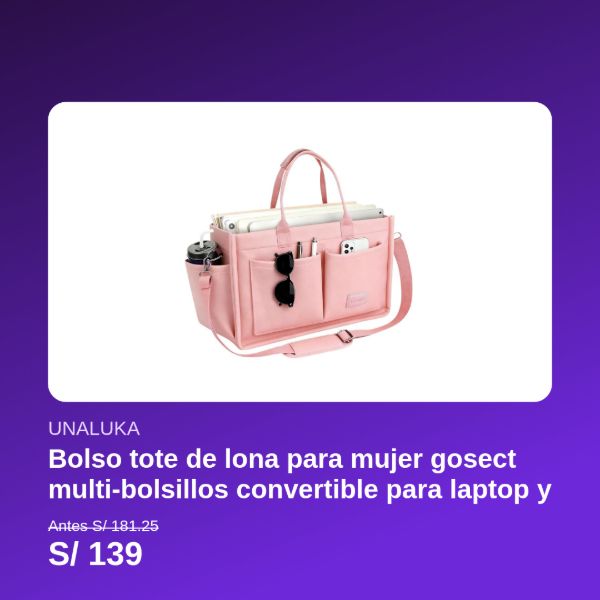 UNALUKA
Bolso tote de lona para mujer gosect
multi-bolsillos convertible para laptop y
Antes S/ 181.25
S/ 139